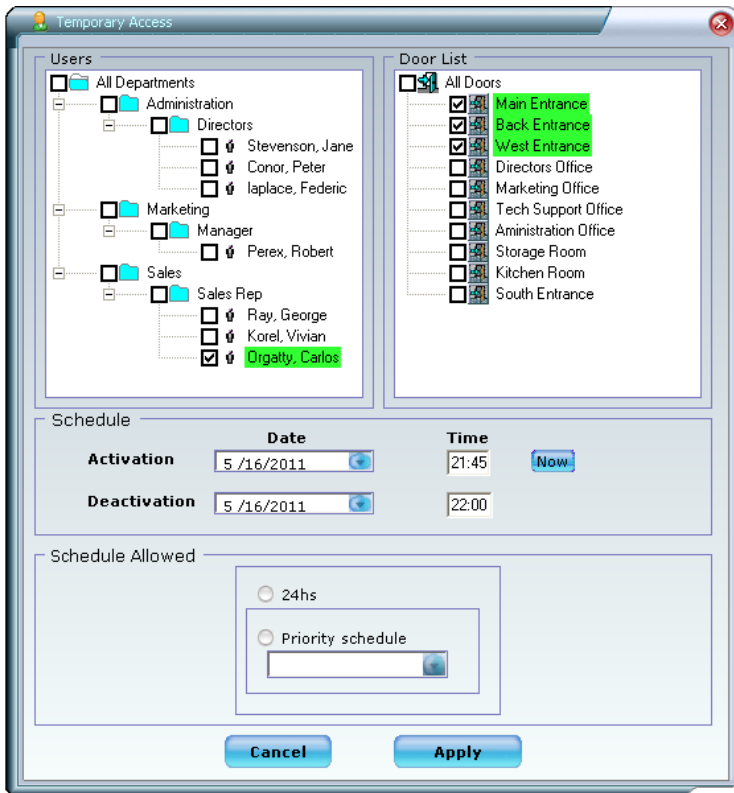 Temporary Access
Users
All Departments
Administration
Directors
Stevenson, Jane
Conor, Peter
laplace, Federic
Marketing
Manager
Perex, Robert
Sales
Sales Rep
Ray, George
Korel, Vivian
Orgatty, Carlos
Door List
All Doors
Main Entrance
Back Entrance
West Entrance
Directors Office
Marketing Office
Tech Support Office
Aministration Office
Storage Room
Kitchen Room
South Entrance
Schedule
Date Time
Activation 5 /16/2011 21:45 Now
Deactivation 5 /16/2011 22:00
Schedule Allowed
24hs
Priority schedule
Cancel Apply